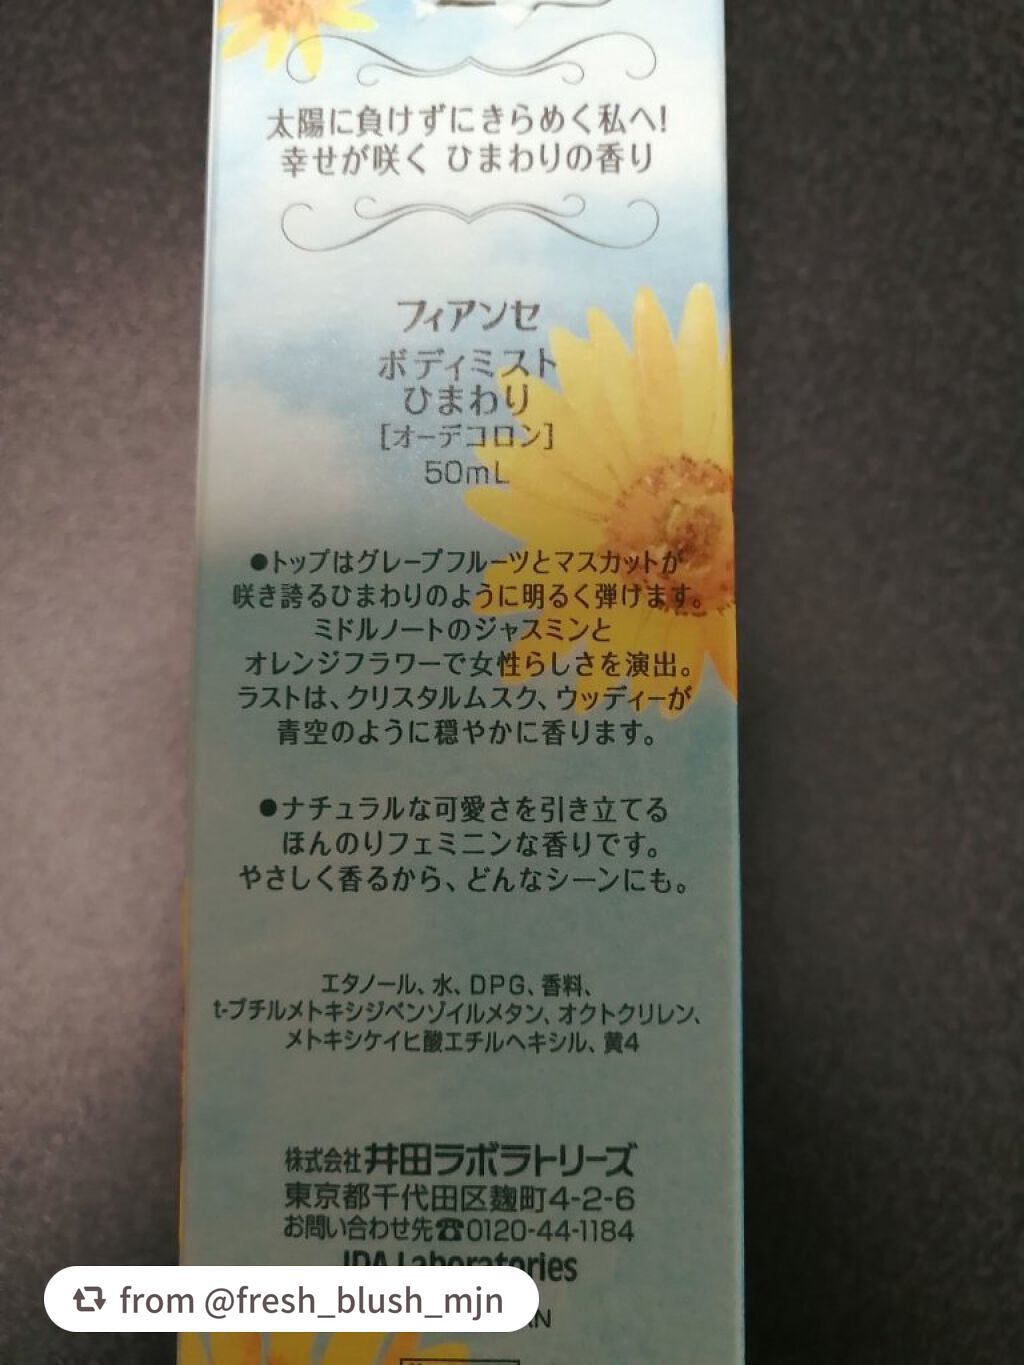 太陽に負けずにきらめく私へ!
幸せが咲く ひまわりの香り
フィアンセ
ボディミスト
ひまわり
[オーデコロン]
50mL
●トップはグレープフルーツとマスカットが
咲き誇るひまわりのように明るく弾けます。
ミドルノートのジャスミンと
オレンジフラワーで女性らしさを演出。
ラストは、クリスタルムスク、ウッディーが
青空のように穏やかに香ります。
●ナチュラルな可愛さを引き立てる
ほんのりフェミニンな香りです。
やさしく香るから、どんなシーンにも。
エタノール、水、DPG、香料、
t-ブチルメトキシジベンゾイルメタン、オクトクリレン、
メトキシケイヒ酸エチルヘキシル、黄4
株式会社井田ラボラトリーズ
東京都千代田区麹町4-2-6
お問い合わせ先☎0120-44-1184
IDA Laboratories
from @fresh_blush_mjn